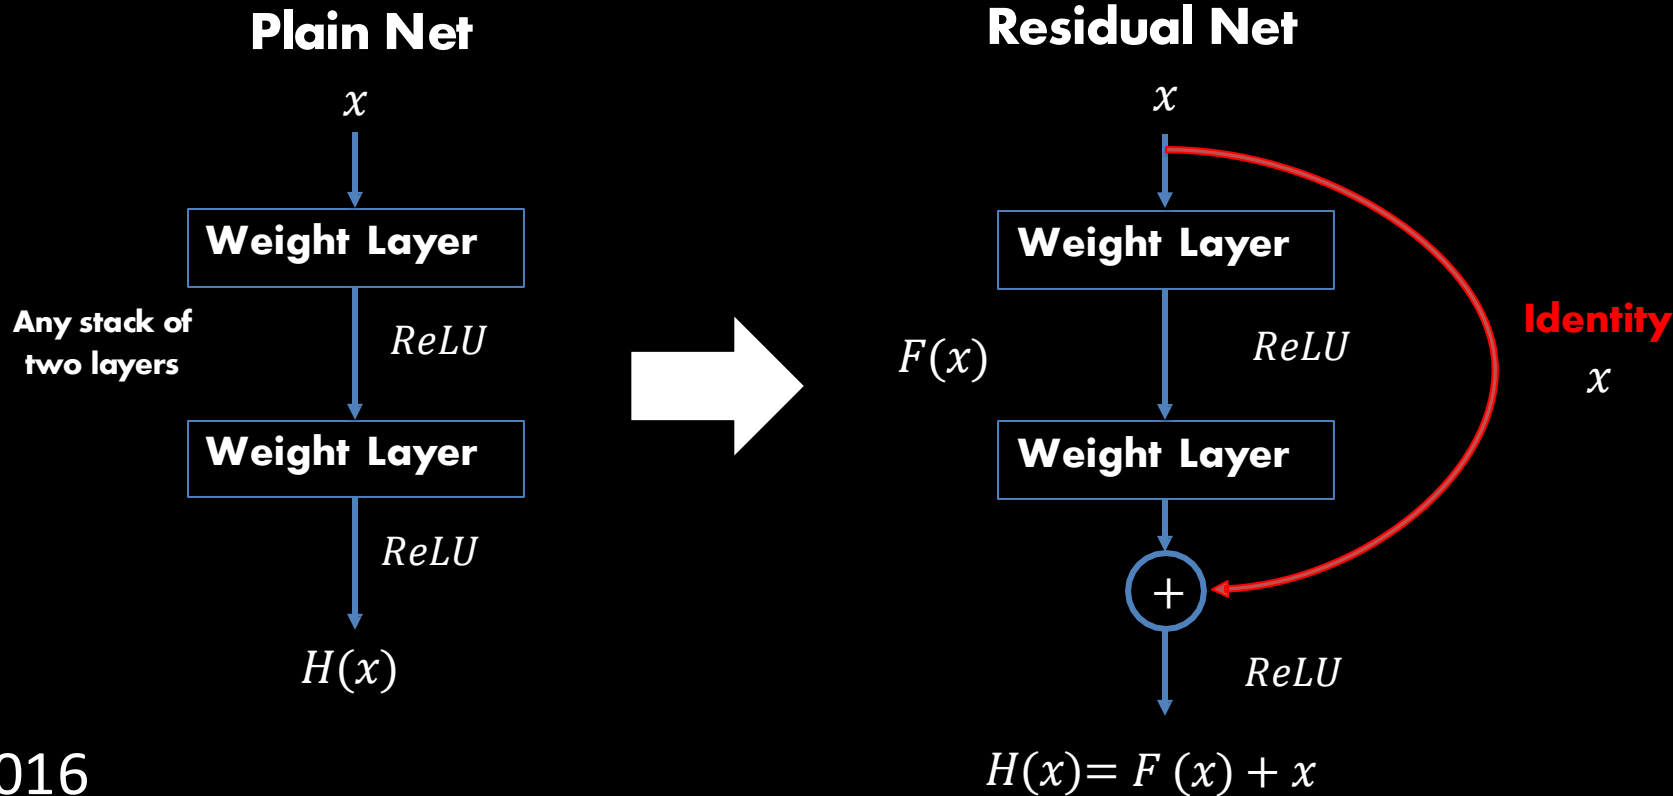 Plain Net
x
Weight Layer
Any stack of
two layers
ReLU
Weight Layer
ReLU
H(x)
Residual Net
x
Weight Layer
F(x)
ReLU
Identity
x
Weight Layer
+
ReLU
H(x)= F (x) + x
016